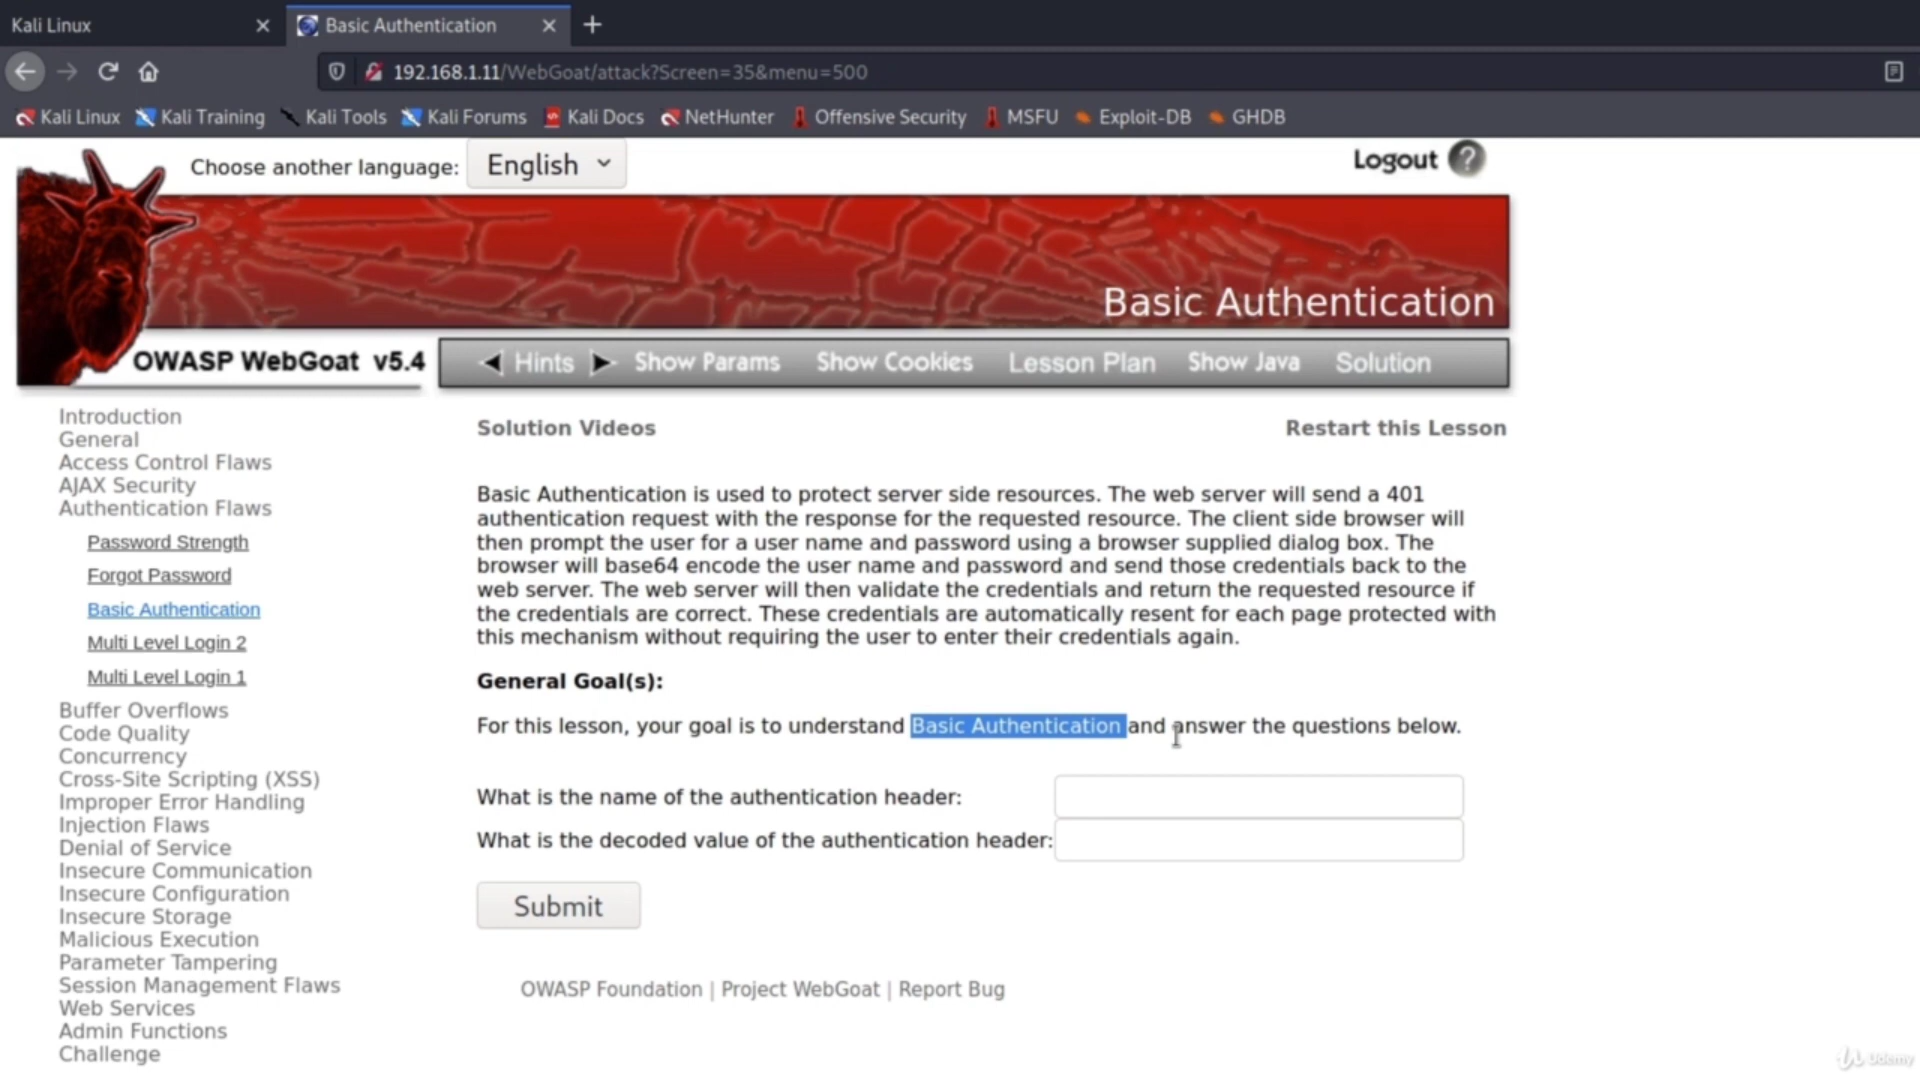 Kali Linux
Basic Authentication
192.168.1.11/WebGoat/attack?Screen=35&menu=500
Kali Linux Kali Training Kali Tools Kali Forums Kali Docs NetHunter Offensive Security MSFU Exploit-DB GHDB
Choose another language: English
Logout ?
Basic Authentication
OWASP WebGoat v5.4
Hints Show Params Show Cookies Lesson Plan Show Java Solution
Introduction
General
Access Control Flaws
AJAX Security
Authentication Flaws
Password Strength
Forgot Password
Basic Authentication
Multi Level Login 2
Multi Level Login 1
Buffer Overflows
Code Quality
Concurrency
Cross-Site Scripting (XSS)
Improper Error Handling
Injection Flaws
Denial of Service
Insecure Communication
Insecure Configuration
Insecure Storage
Malicious Execution
Parameter Tampering
Session Management Flaws
Web Services
Admin Functions
Challenge
Solution Videos
Restart this Lesson
Basic Authentication is used to protect server side resources. The web server will send a 401
authentication request with the response for the requested resource. The client side browser will
then prompt the user for a user name and password using a browser supplied dialog box. The
browser will base64 encode the user name and password and send those credentials back to the
web server. The web server will then validate the credentials and return the requested resource if
the credentials are correct. These credentials are automatically resent for each page protected with
this mechanism without requiring the user to enter their credentials again.
General Goal(s):
For this lesson, your goal is to understand Basic Authentication and answer the questions below.
What is the name of the authentication header:
What is the decoded value of the authentication header:
Submit
OWASP Foundation | Project WebGoat | Report Bug
Udemy